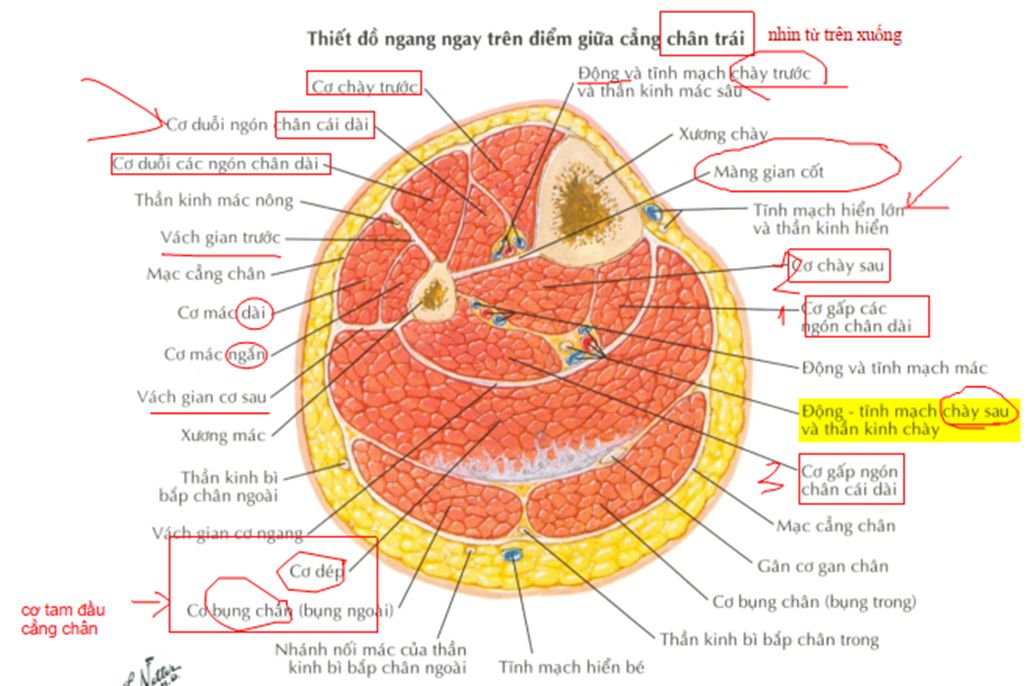 Thiết đồ ngang ngay trên điểm giữa cẳng chân trái
nhìn từ trên xuống
Cơ chày trước
Động và tĩnh mạch chày trước
và thần kinh mác sâu
Cơ duỗi ngón chân cái dài
Xương chày
Cơ duỗi các ngón chân dài
Màng gian cốt
Thần kinh mác nông
Tĩnh mạch hiển lớn
và thần kinh hiển
Vách gian trước
Mạc cẳng chân
2
Cơ chày sau
Cơ mác dài
1
Cơ gấp các
ngón chân dài
Cơ mác ngắn
Động và tĩnh mạch mác
Vách gian cơ sau
Động - tĩnh mạch chày sau
và thần kinh chày
Xương mác
3
Cơ gấp ngón
chân cái dài
Thần kinh bì
bắp chân ngoài
Mạc cẳng chân
Vách gian cơ ngang
Gân cơ gan chân
Cơ dép
Cơ bụng chân (bụng trong)
cơ tam đầu
cẳng chân
Cơ bụng chân (bụng ngoài)
Thần kinh bì bắp chân trong
Nhánh nối mác của thần
kinh bì bắp chân ngoài
Tĩnh mạch hiển bé